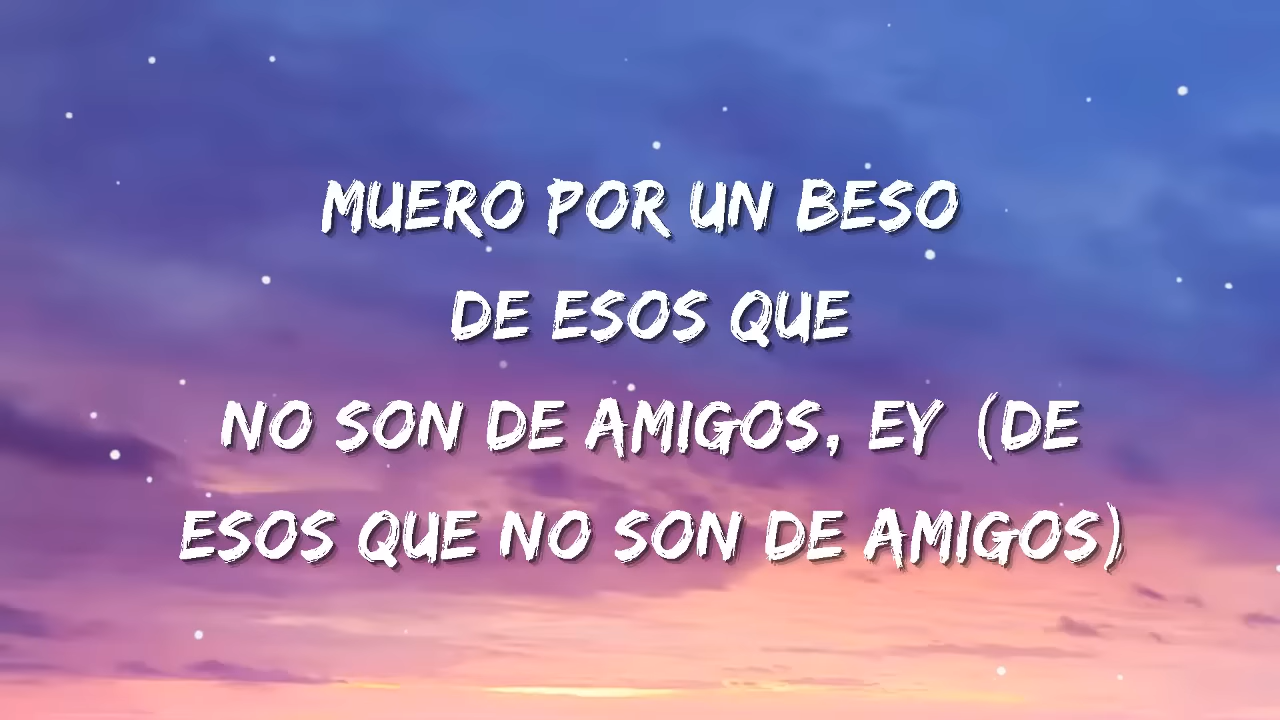 MUERO POR UN BESO
DE ESOS QUE
NO SON DE AMIGOS, EY (DE
ESOS QUE NO SON DE AMIGOS)